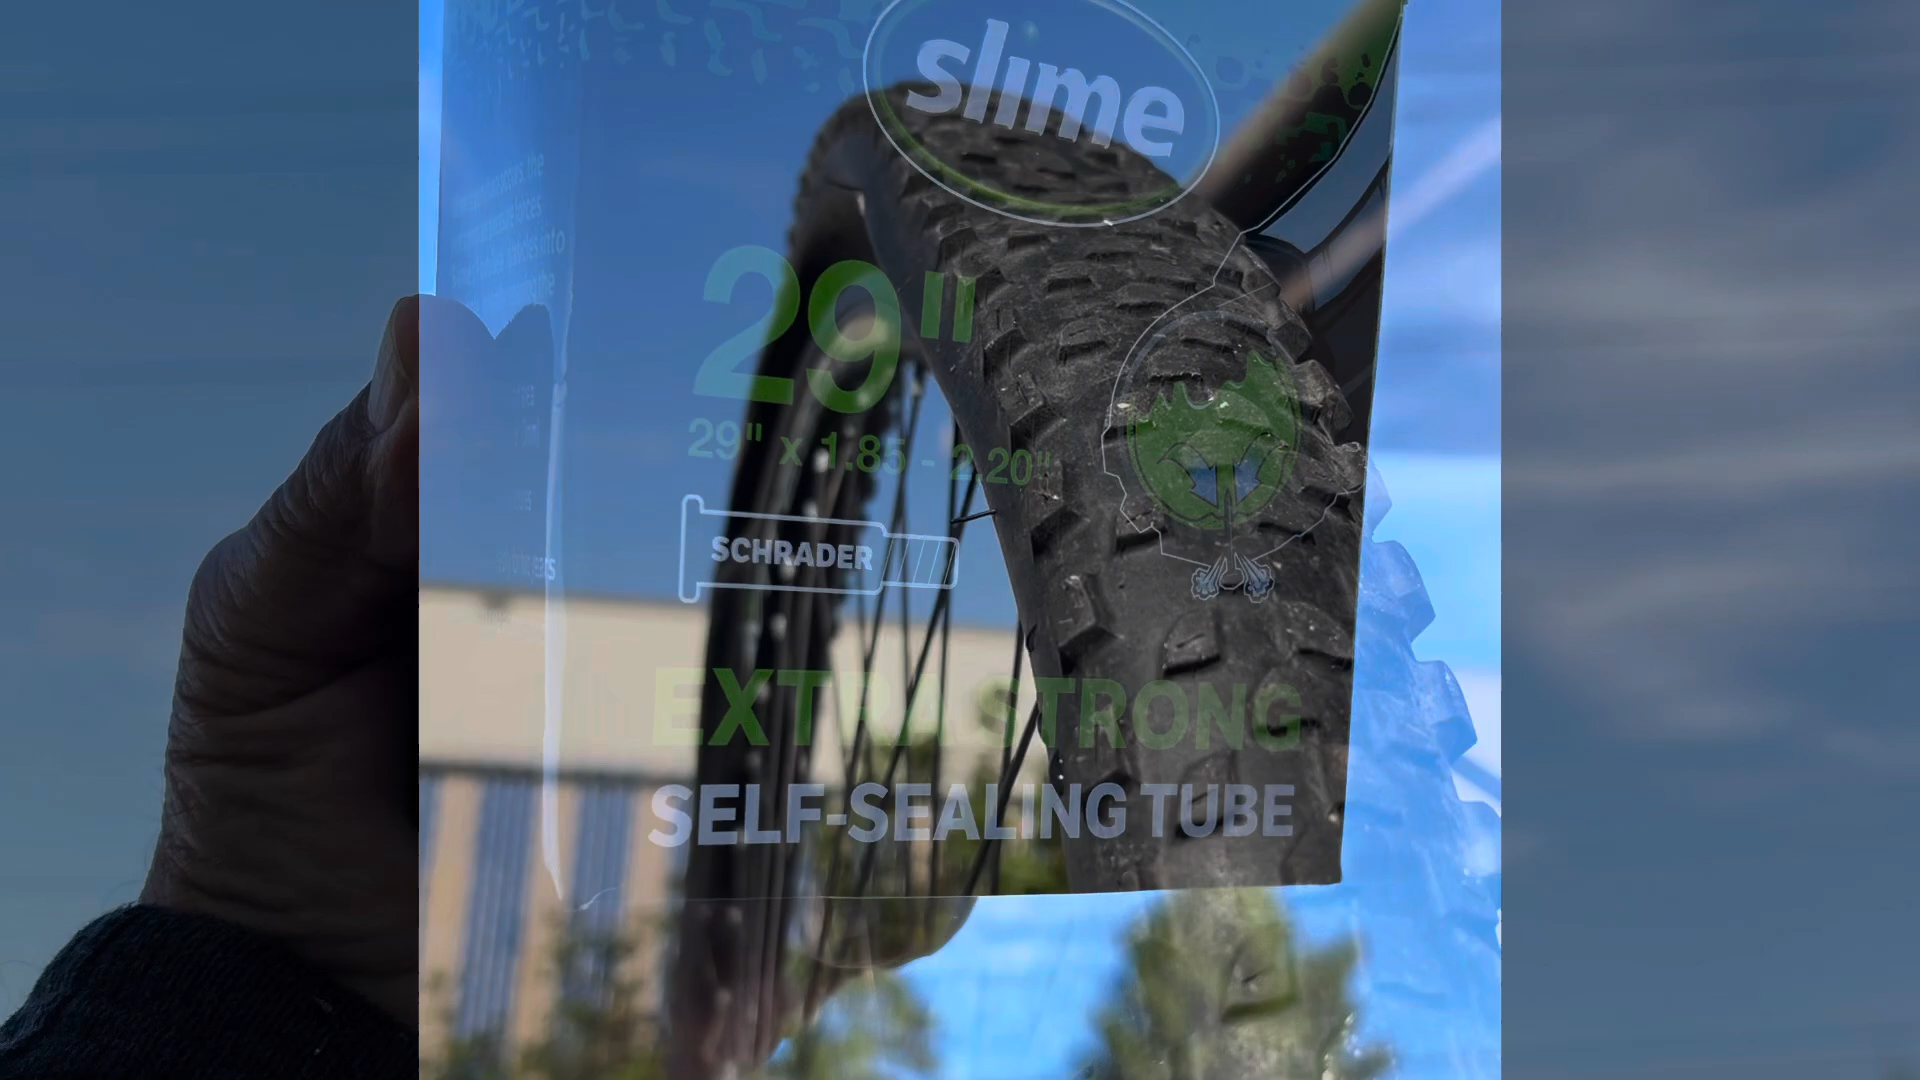 slime
29"
29" x 1.85 - 2.20"
SCHRADER
EXTRA STRONG
SELF-SEALING TUBE